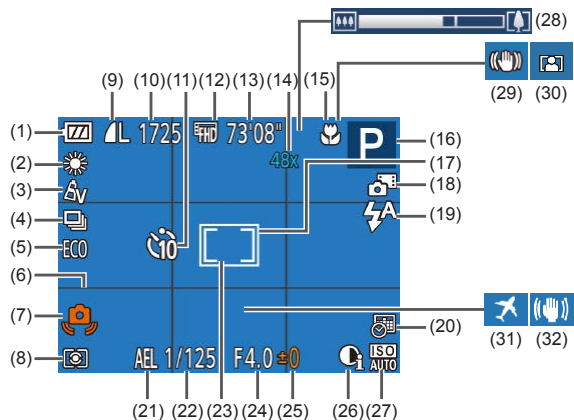 (28)
(9) (10) (11) (12) (13) (14) (15)
(29) (30)
(1) L 1725 FHD 73'08" P (16)
48x (17)
(2)
(3) V (18)
(4) A (19)
(5) ECO 10
(6)
(7) (20)
(31) (32)
(8) AEL 1/125 F4.0 ±0 i ISO AUTO
(21) (22) (23) (24) (25) (26) (27)